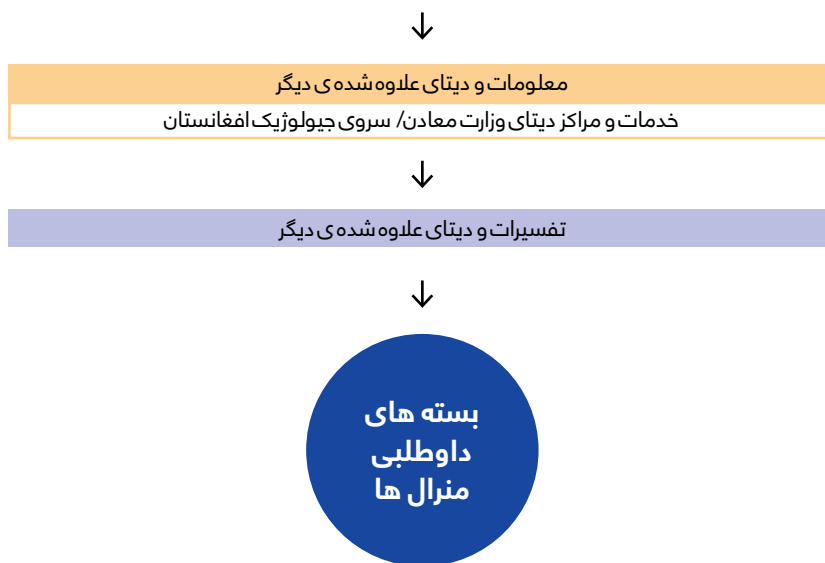 معلومات و دیتای علاوه شده ی دیگر
خدمات و مراکز دیتای وزارت معادن/ سروی جیولوژیک افغانستان
تفسیرات و دیتای علاوه شده ی دیگر
بسته های
داوطلبی
منرال ها